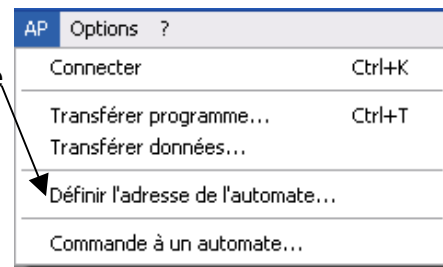 AP Options ?
Connecter Ctrl+K
Transférer programme... Ctrl+T
Transférer données...
Définir l'adresse de l'automate...
Commande à un automate...